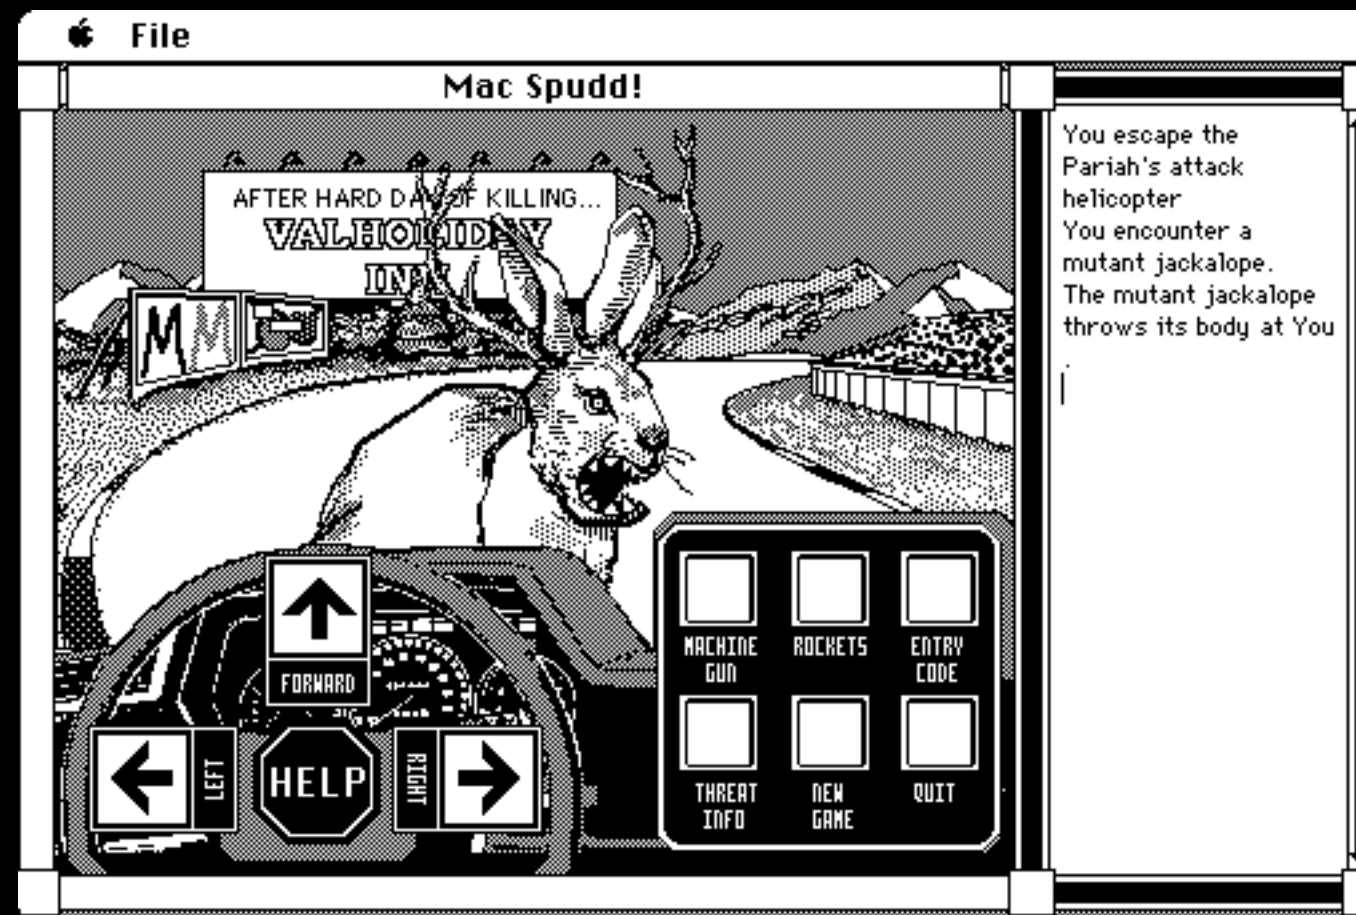 File
Mac Spudd!
AFTER HARD DAY OF KILLING...
VALHOLIDAY
INN
M M
You escape the
Pariah's attack
helicopter
You encounter a
mutant jackalope.
The mutant jackalope
throws its body at You
.
MACHINE
GUN
ROCKETS
ENTRY
CODE
THREAT
INFO
NEW
GAME
QUIT
FORWARD
LEFT
HELP
RIGHT